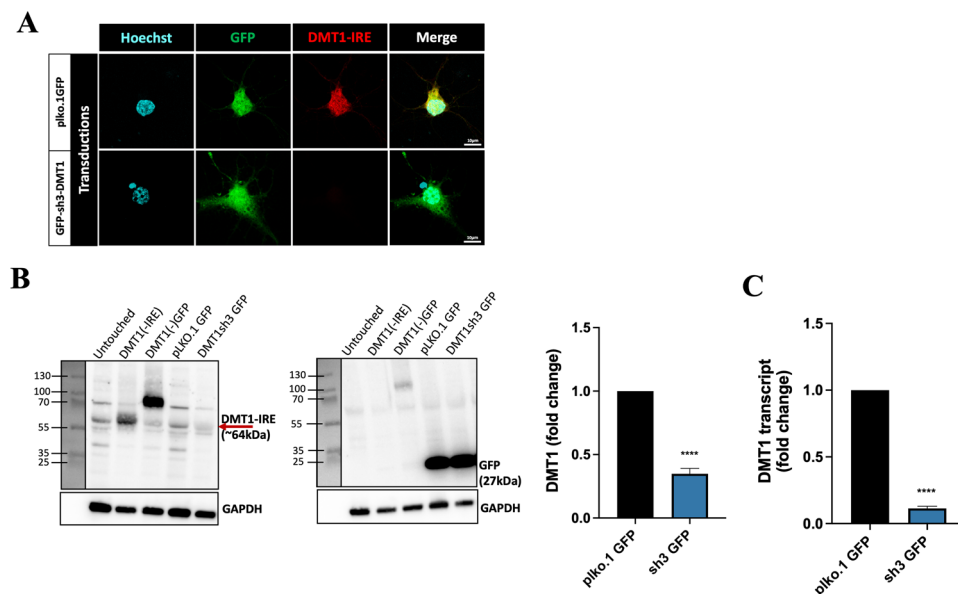 A
Hoechst GFP DMT1-IRE Merge
Transductions
plko.1GFP
10µm
GFP-sh3-DMT1
10µm
B
Untouched
DMT1(-IRE)
DMT1(-)GFP
pLKO.1 GFP
DMT1sh3 GFP
130
100
70
55
35
25
DMT1-IRE
(~64kDa)
GAPDH
Untouched
DMT1(-IRE)
DMT1(-)GFP
pLKO.1 GFP
DMT1sh3 GFP
130
100
70
55
35
25
GFP
(27kDa)
GAPDH
DMT1 (fold change)
1.5
1.0
0.5
0.0
****
plko.1 GFP
sh3 GFP
C
DMT1 transcript
(fold change)
1.5
1.0
0.5
0.0
****
plko.1 GFP
sh3 GFP